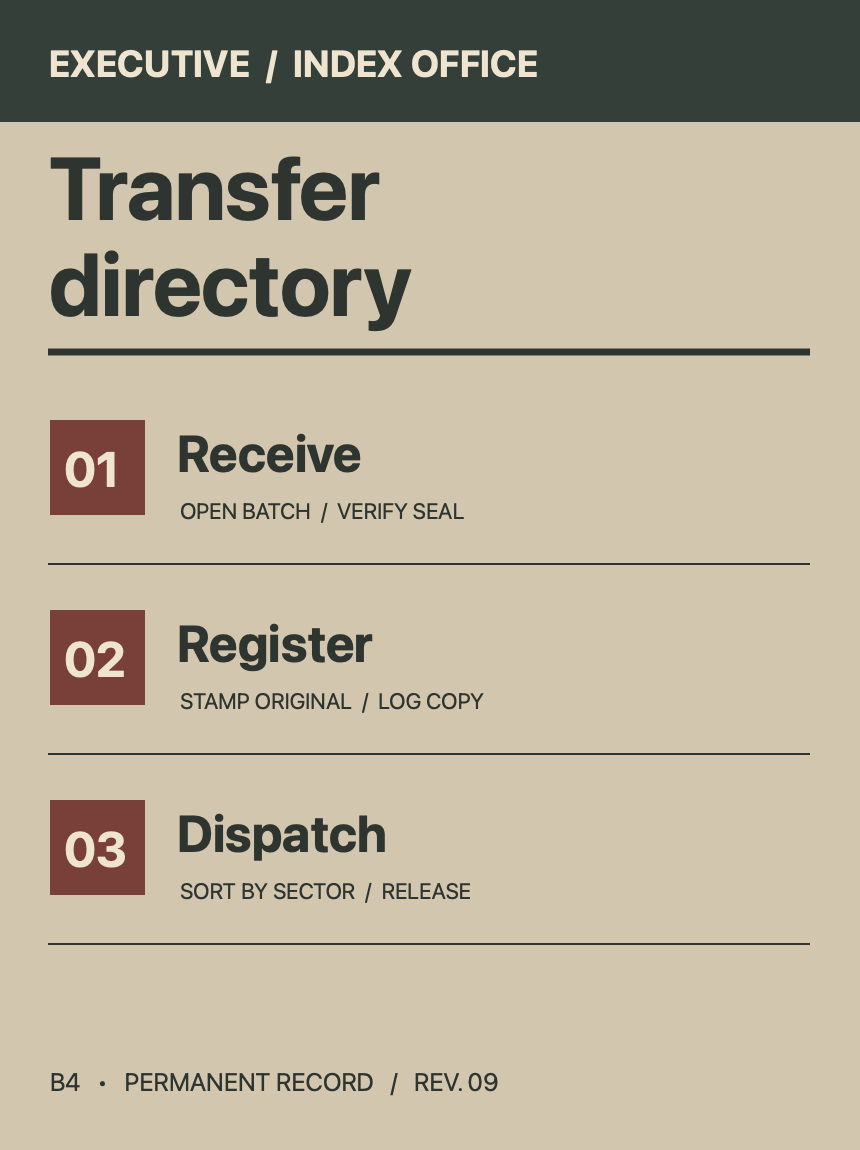 EXECUTIVE / INDEX OFFICE
Transfer
directory
01
Receive
OPEN BATCH / VERIFY SEAL
02
Register
STAMP ORIGINAL / LOG COPY
03
Dispatch
SORT BY SECTOR / RELEASE
B4 • PERMANENT RECORD / REV. 09